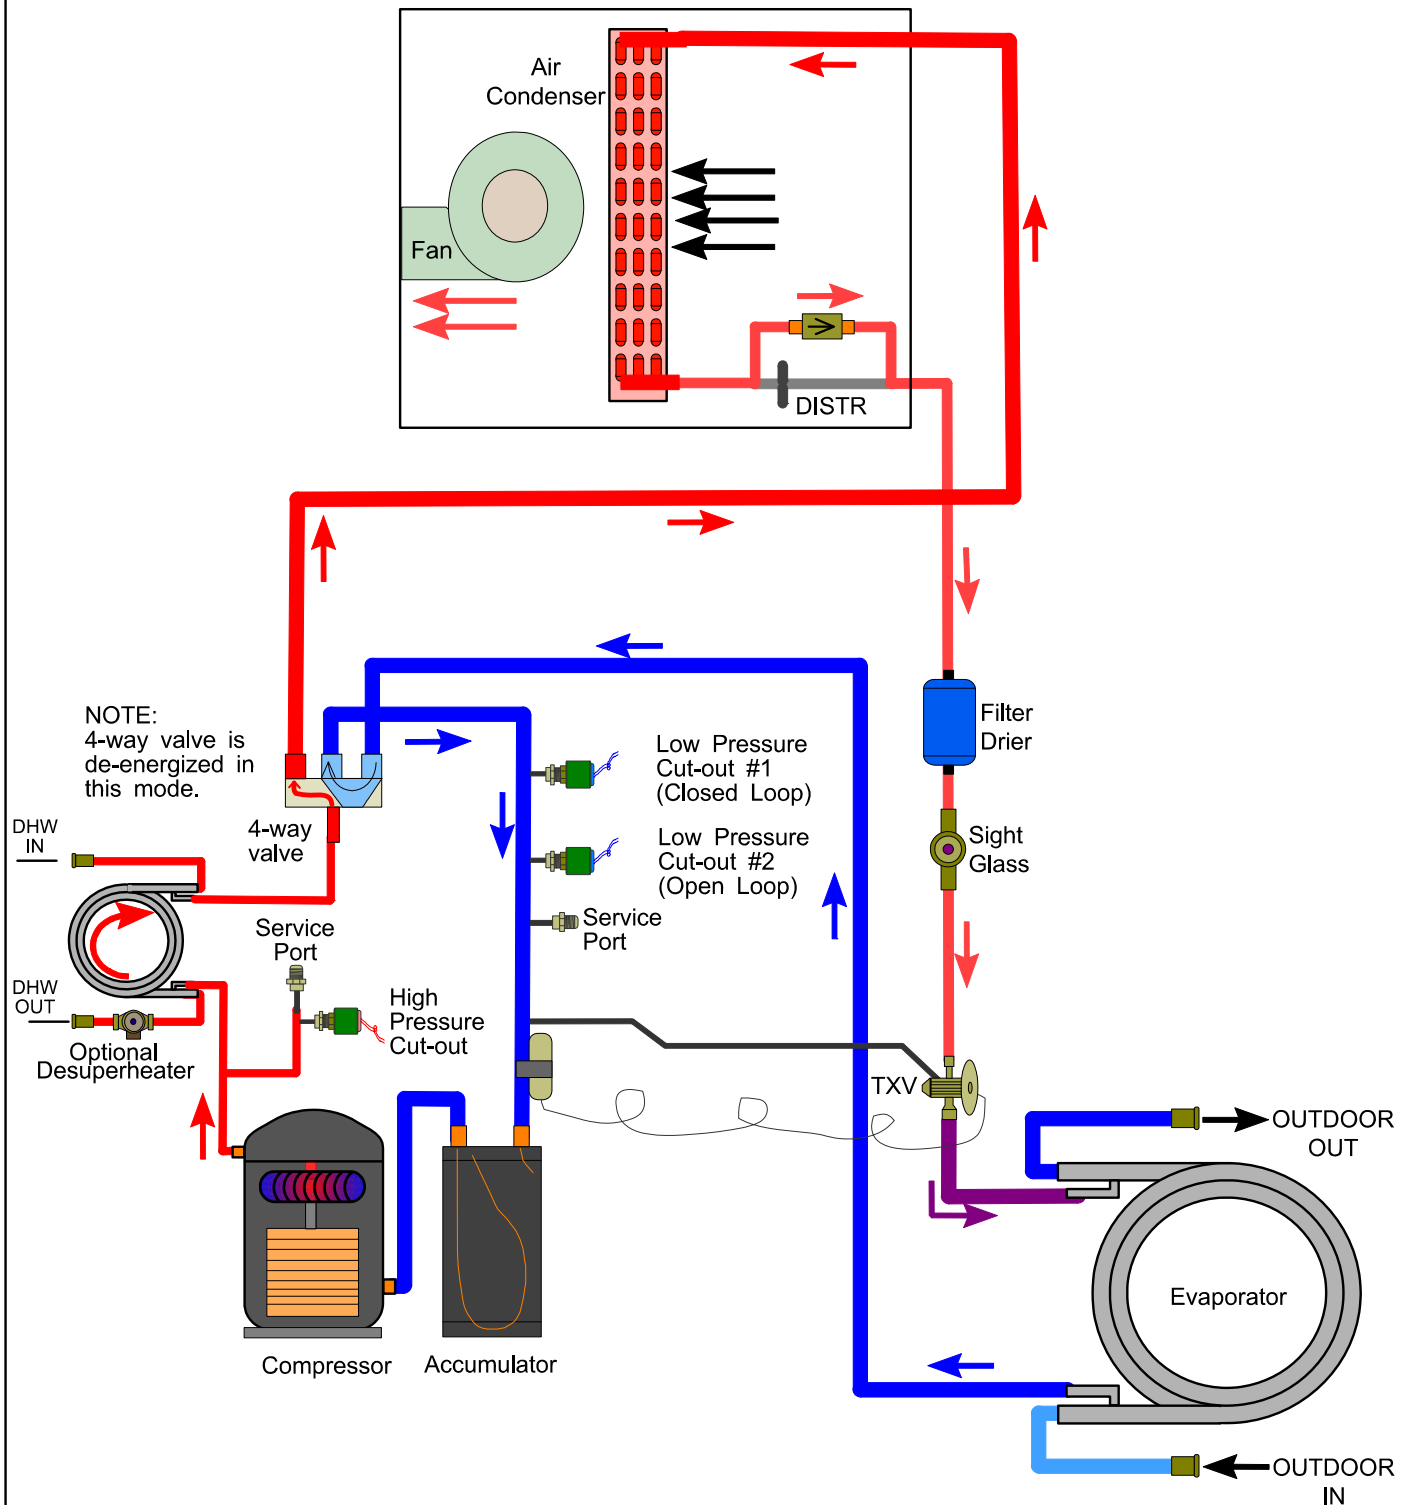 Air
Condenser
Fan
DISTR
NOTE:
4-way valve is
de-energized in
this mode.
4-way
valve
Low Pressure
Cut-out #1
(Closed Loop)
Low Pressure
Cut-out #2
(Open Loop)
Service
Port
Filter
Drier
Sight
Glass
DHW
IN
Service
Port
DHW
OUT
High
Pressure
Cut-out
Optional
Desuperheater
TXV
OUTDOOR
OUT
Evaporator
Compressor
Accumulator
OUTDOOR
IN